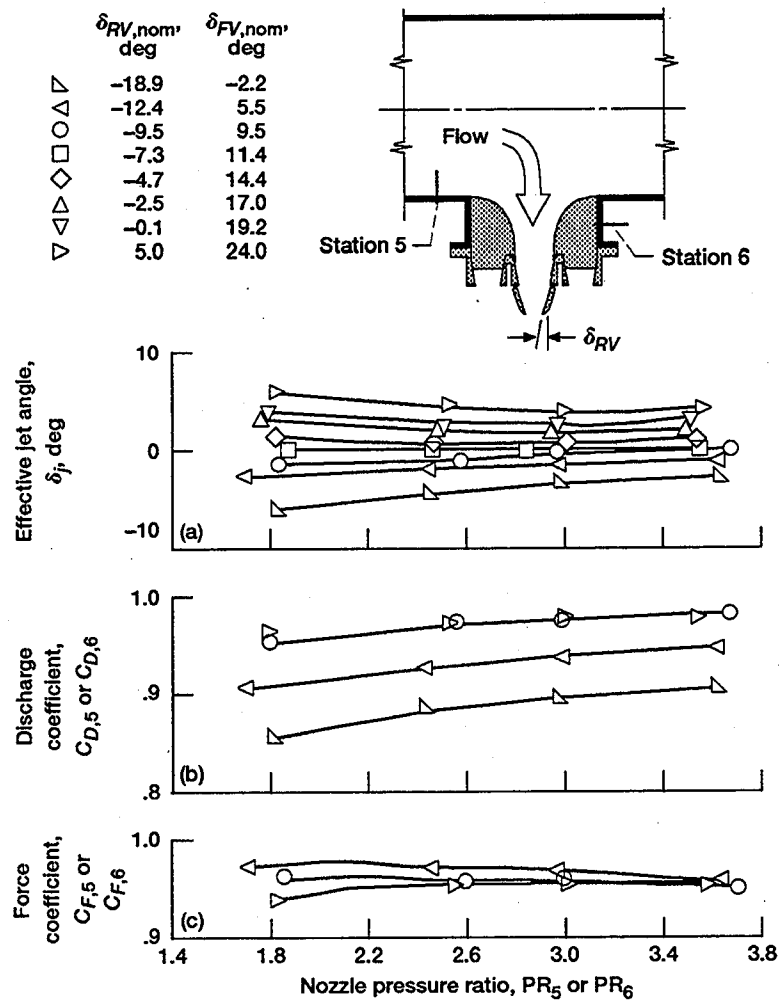 δRV,nom, δFV,nom,
deg deg
−18.9 −2.2
−12.4 5.5
−9.5 9.5
−7.3 11.4
−4.7 14.4
−2.5 17.0
−0.1 19.2
5.0 24.0
Flow
Station 5
Station 6
δRV
Effective jet angle,
δj, deg
10
0
−10
(a)
Discharge
coefficient,
CD,5 or CD,6
1.0
.9
.8
(b)
Force
coefficient,
CF,5 or
CF,6
1.0
.9
(c)
1.4 1.8 2.2 2.6 3.0 3.4 3.8
Nozzle pressure ratio, PR5 or PR6